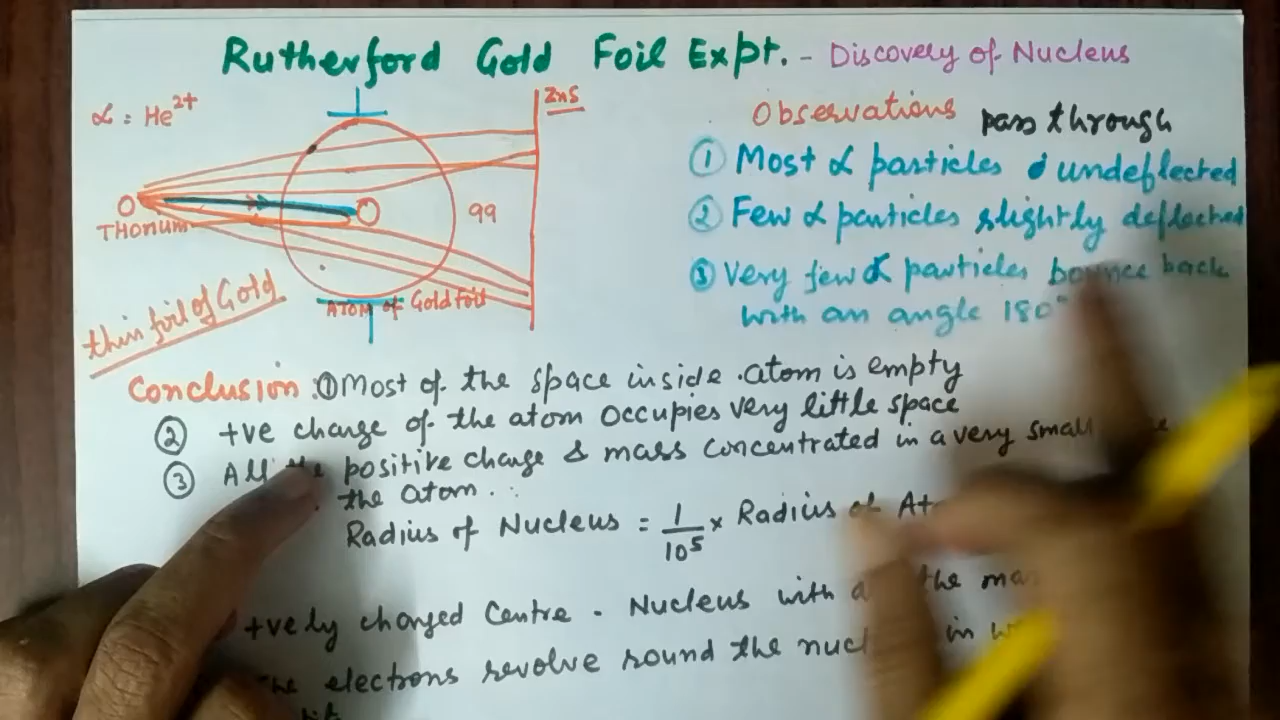 Rutherford Gold Foil Expt. - Discovery of Nucleus
α = He2+
ZnS
THONUM
99
ATOM of Gold Foil
thin foil of Gold
Observations
pass through
① Most α particles undeflected
② Few α particles slightly deflected
③ Very few α particles bounce back
with an angle 180°
Conclusion : ① Most of the space inside atom is empty
② +ve charge of the atom occupies very little space
③ All the positive charge & mass concentrated in a very small
the atom.
Radius of Nucleus = 1/10⁵ × Radius of
+vely charged Centre - Nucleus with the
electrons revolve round the in